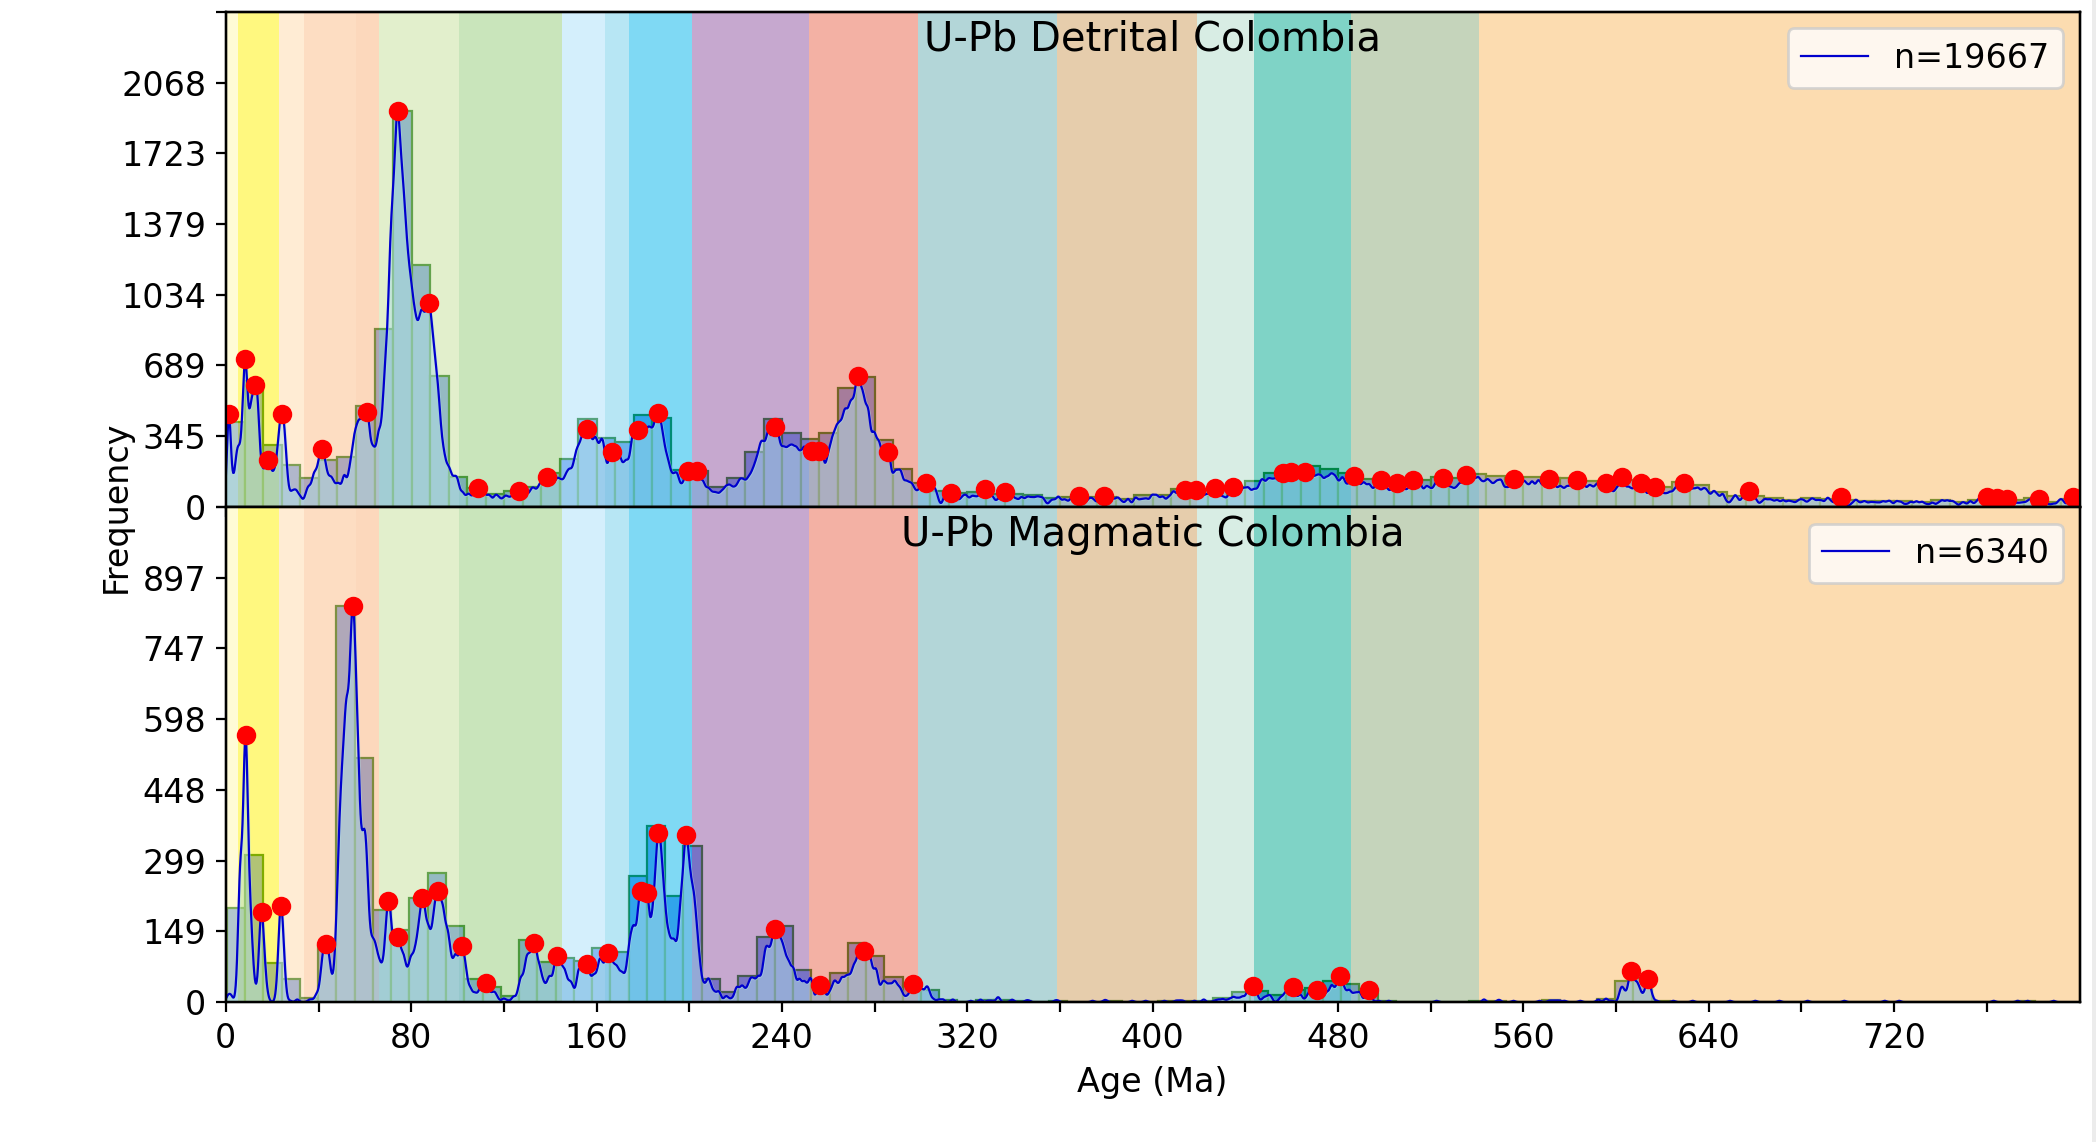 U-Pb Detrital Colombia
n=19667
2068
1723
1379
1034
689
345
0
Frequency
U-Pb Magmatic Colombia
n=6340
897
747
598
448
299
149
0
0 80 160 240 320 400 480 560 640 720
Age (Ma)